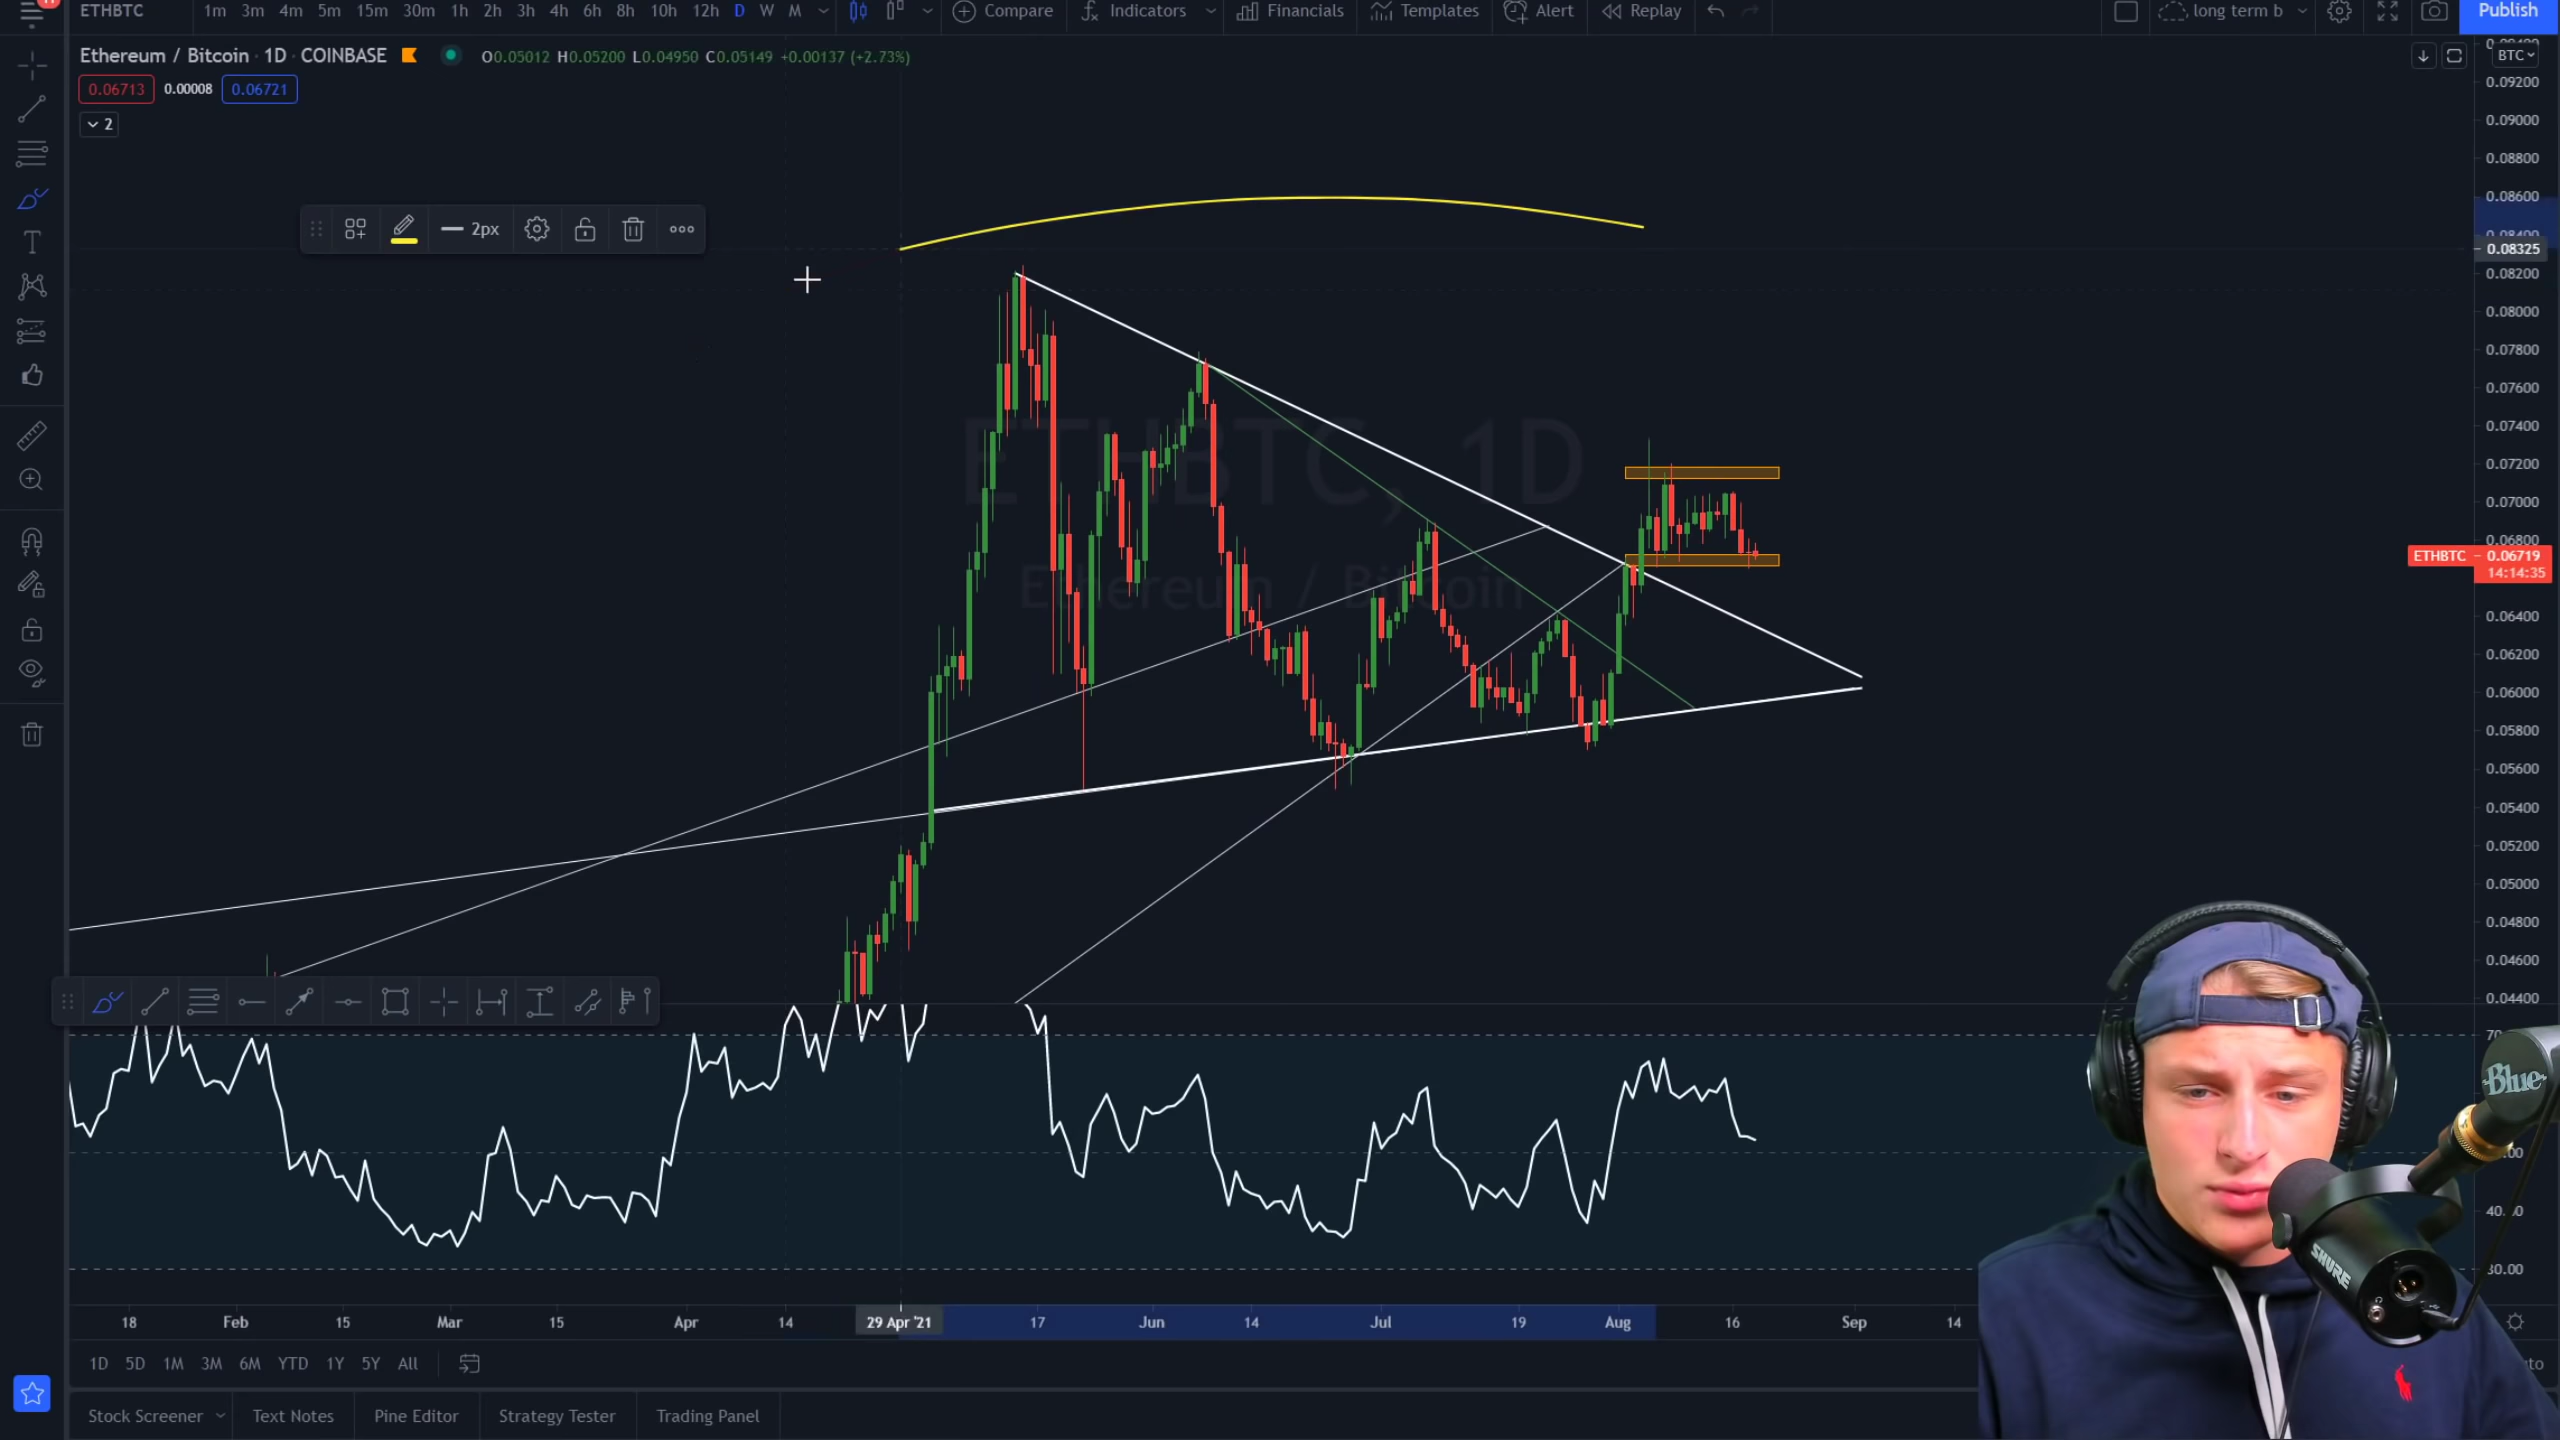 ETHBTC 1m 3m 4m 5m 15m 30m 1h 2h 3h 4h 6h 8h 10h 12h D W M Compare Indicators Financials Templates Alert Replay long term b Publish
Ethereum / Bitcoin · 1D · COINBASE O0.05012 H0.05200 L0.04950 C0.05149 +0.00137 (+2.73%) BTC
0.06713 0.00008 0.06721
2
0.09200
0.09000
0.08800
0.08600
2px
0.08325
0.08200
0.08000
0.07800
0.07600
0.07400
ETHBTC, 1D
0.07200
0.07000
0.06800
ETHBTC 0.06719
14:14:35
Ethereum / Bitcoin
0.06400
0.06200
0.06000
0.05800
0.05600
0.05400
0.05200
0.05000
0.04800
0.04600
0.04400
Blue
SHURE
30.00
18 Feb 15 Mar 15 Apr 14 29 Apr '21 17 Jun 14 Jul 19 Aug 16 Sep 14
1D 5D 1M 3M 6M YTD 1Y 5Y All
Stock Screener Text Notes Pine Editor Strategy Tester Trading Panel